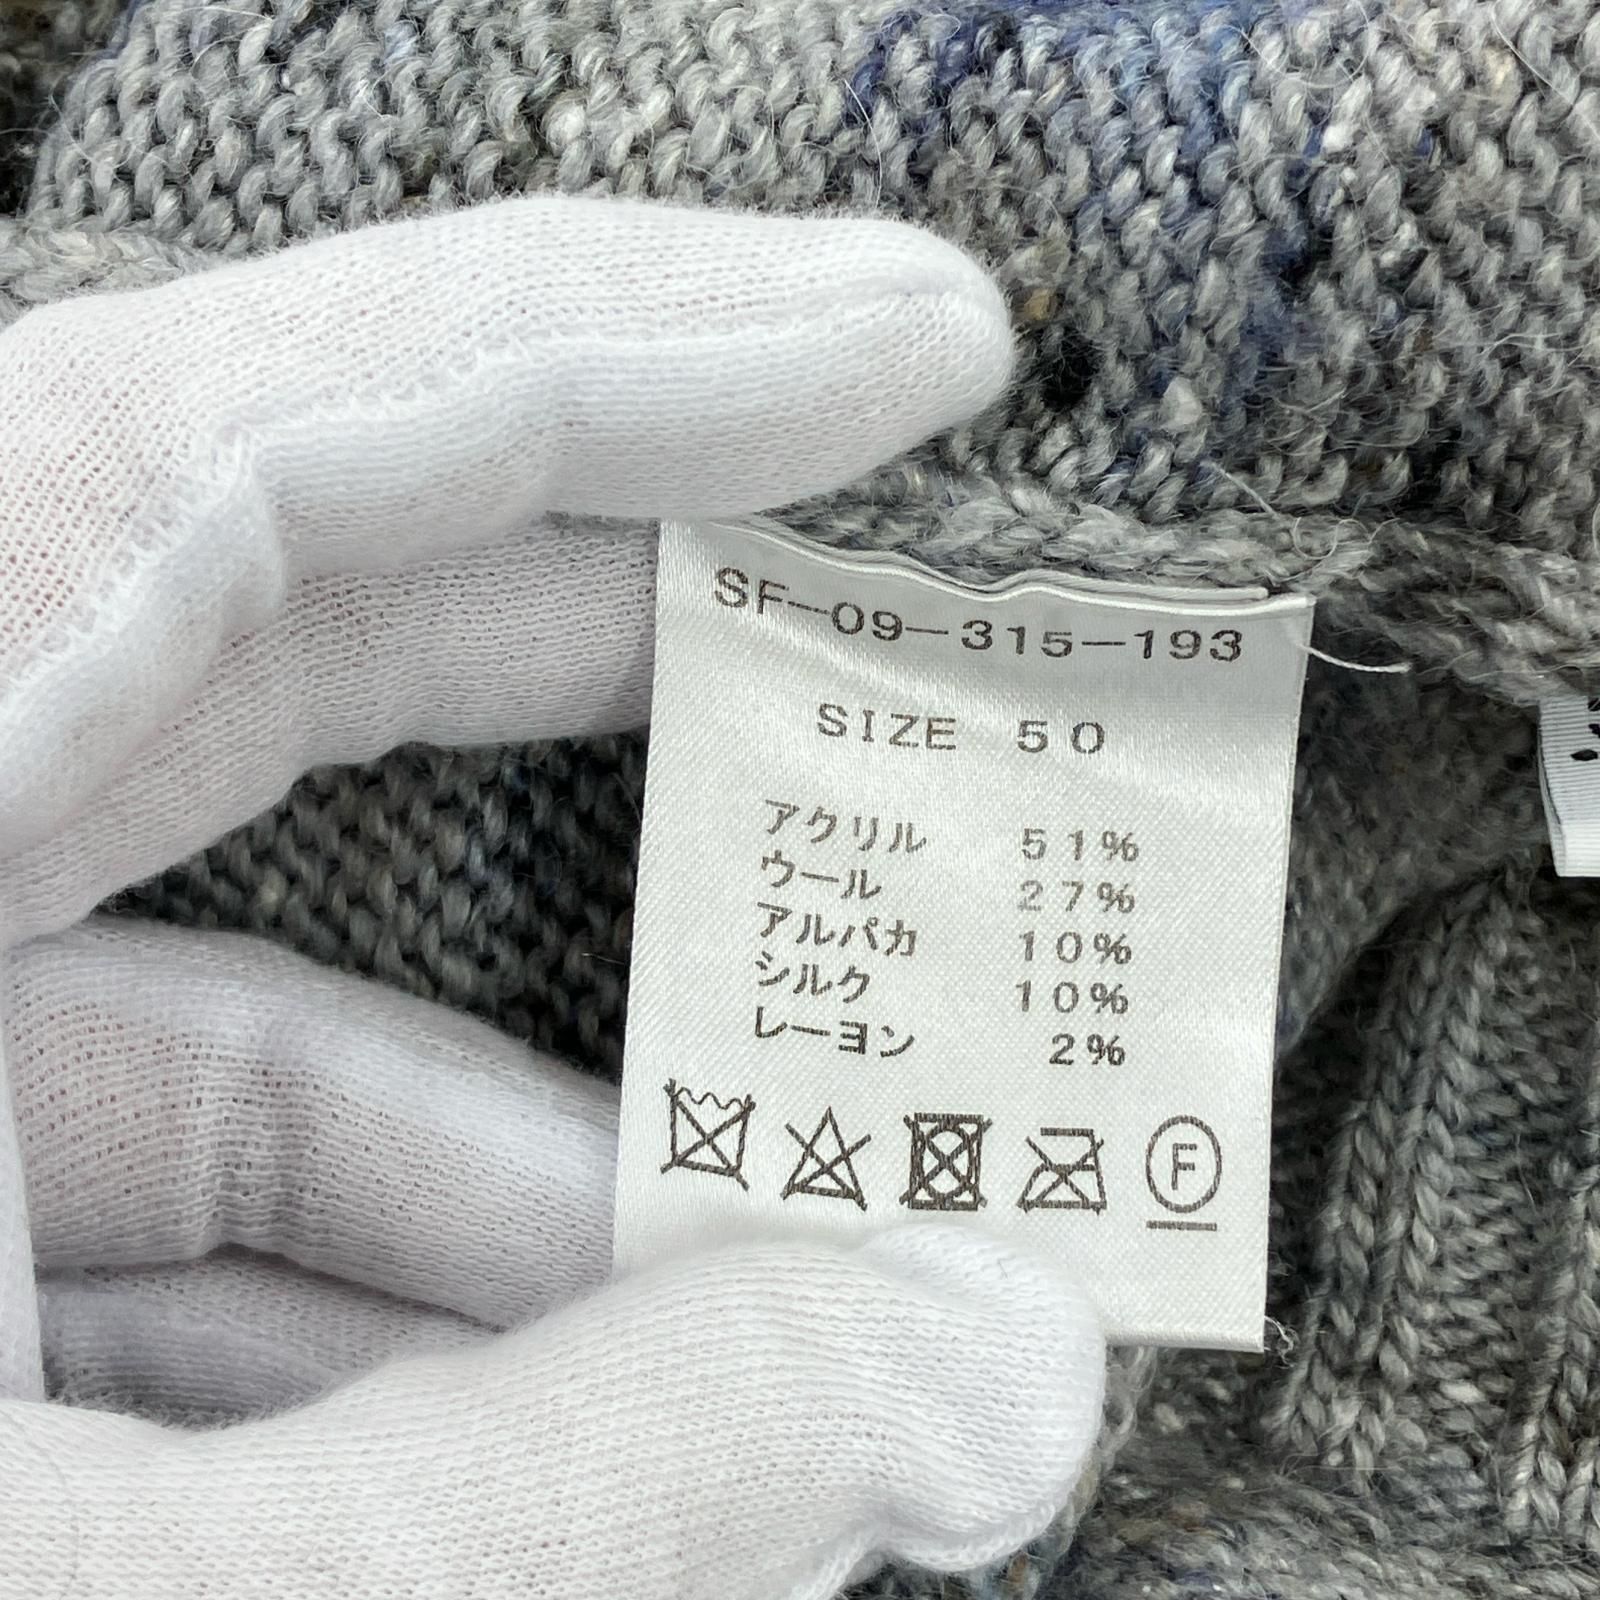 SF-09-315-193
SIZE 50
アクリル 51%
ウール 27%
アルパカ 10%
シルク 10%
レーヨン 2%
F